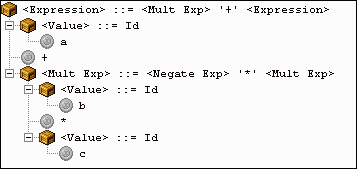 <Expression> ::= <Mult Exp> '+' <Expression>
<Value> ::= Id
a
+
<Mult Exp> ::= <Negate Exp> '*' <Mult Exp>
<Value> ::= Id
b
*
<Value> ::= Id
c